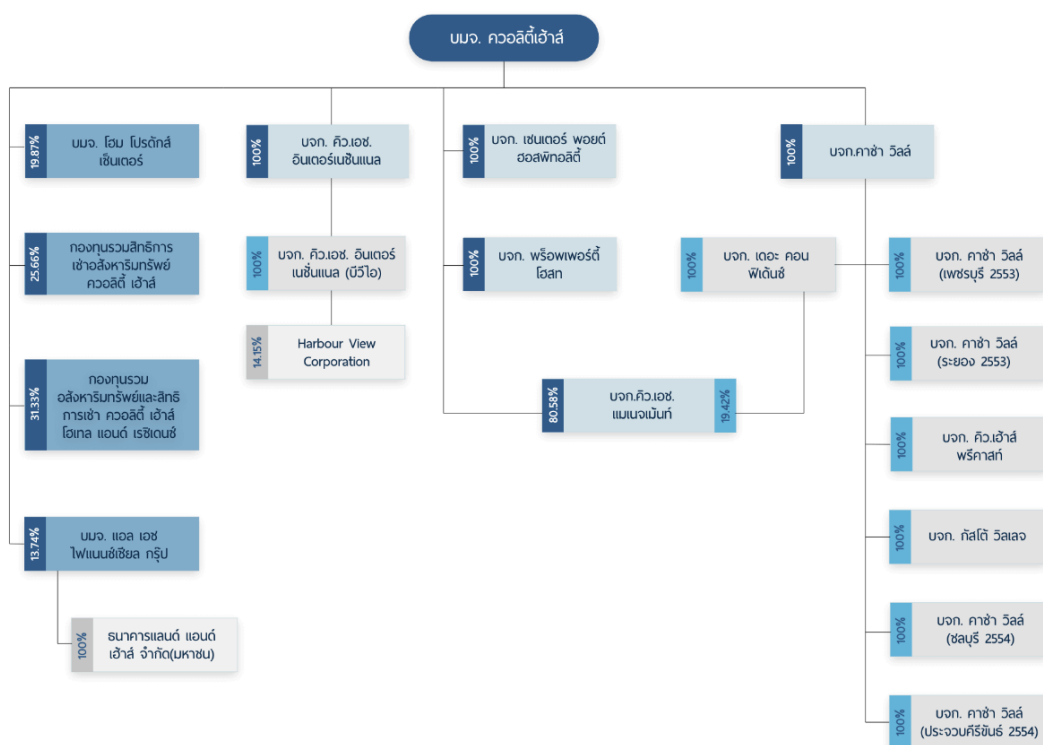 บมจ. ควอลิตี้เฮ้าส์
19.87%
บมจ. โฮม โปรดักส์
เซ็นเตอร์
25.66%
กองทุนรวมสิทธิการ
เช่าอสังหาริมทรัพย์
ควอลิตี้ เฮ้าส์
31.33%
กองทุนรวม
อสังหาริมทรัพย์และสิทธิ
การเช่า ควอลิตี้ เฮ้าส์
โฮเทล แอนด์ เรซิเดนซ์
13.74%
บมจ. แอล เอช
ไฟแนนซ์เชียล กรุ๊ป
100%
ธนาคารแลนด์ แอนด์
เฮ้าส์ จำกัด(มหาชน)
100%
บจก. คิว.เอช.
อินเตอร์เนชั่นแนล
100%
บจก. คิว.เอช. อินเตอร์
เนชั่นแนล (บีวีไอ)
14.15%
Harbour View
Corporation
100%
บจก. เซนเตอร์ พอยต์
ฮอสพิทอลิตี้
100%
บจก. พร็อพเพอร์ตี้
โฮสท
80.58%
บจก.คิว.เอช.
แมเนจเม้นท์
19.42%
100%
บจก.คาซ่า วิลล์
100%
บจก. เดอะ คอน
ฟิเด้นซ์
100%
บจก. คาซ่า วิลล์
(เพชรบุรี 2553)
100%
บจก. คาซ่า วิลล์
(ระยอง 2553)
100%
บจก. คิว.เฮ้าส์
พรีคาสท์
100%
บจก. กัสโต้ วิลเลจ
100%
บจก. คาซ่า วิลล์
(ชลบุรี 2554)
100%
บจก. คาซ่า วิลล์
(ประจวบคีรีขันธ์ 2554)